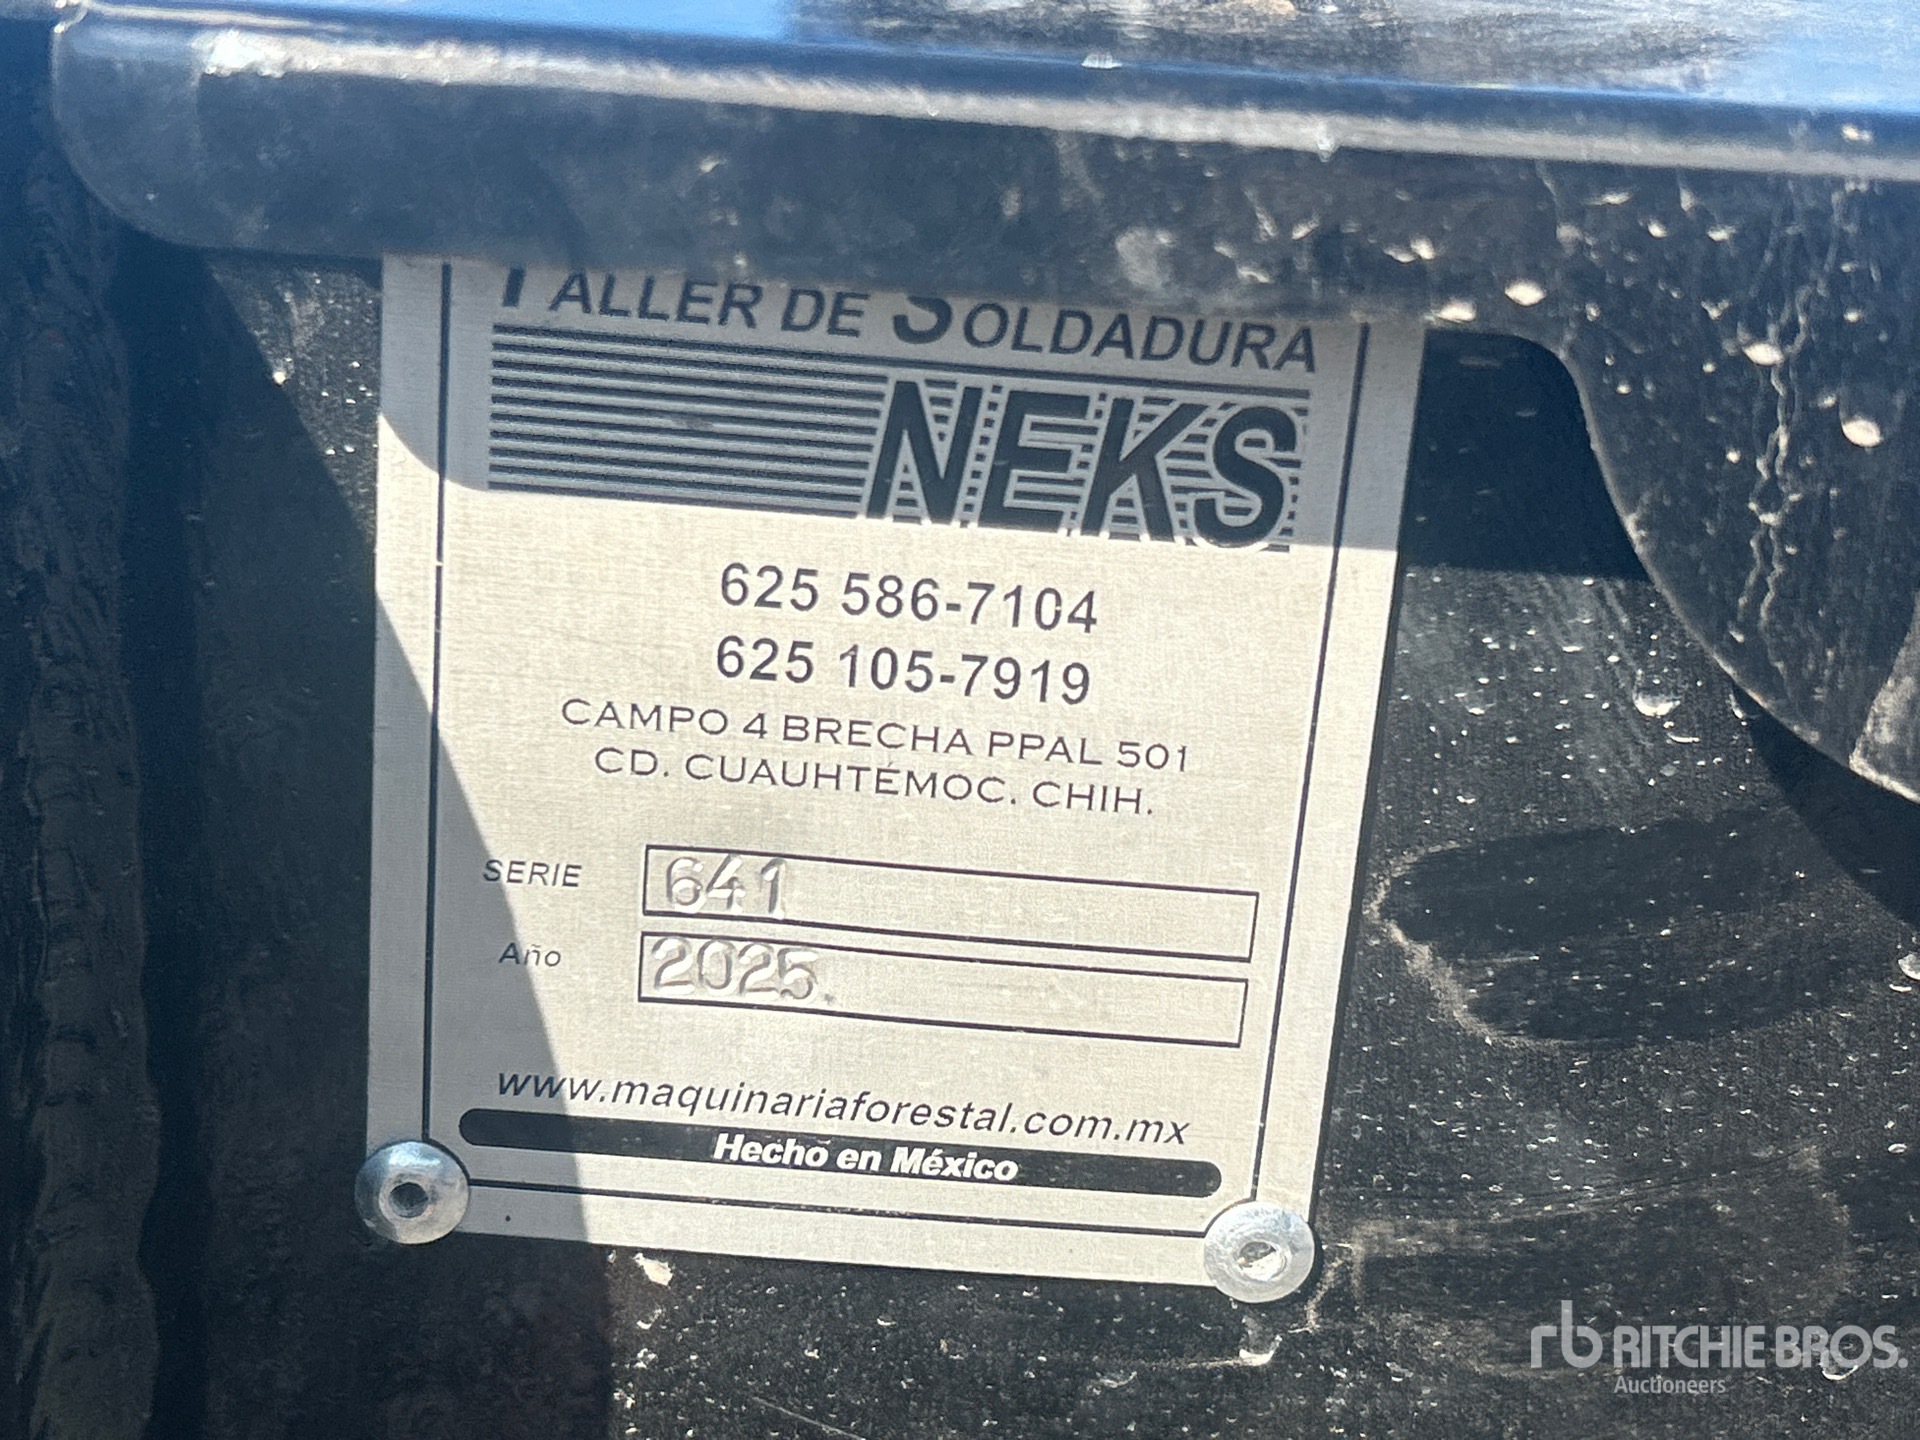 TALLER DE SOLDADURA
NEKS
625 586-7104
625 105-7919
CAMPO 4 BRECHA PPAL 501
CD. CUAUHTÉMOC. CHIH.
SERIE 641
Año 2025.
www.maquinariaforestal.com.mx
Hecho en México
rb RITCHIE BROS.
Auctioneers